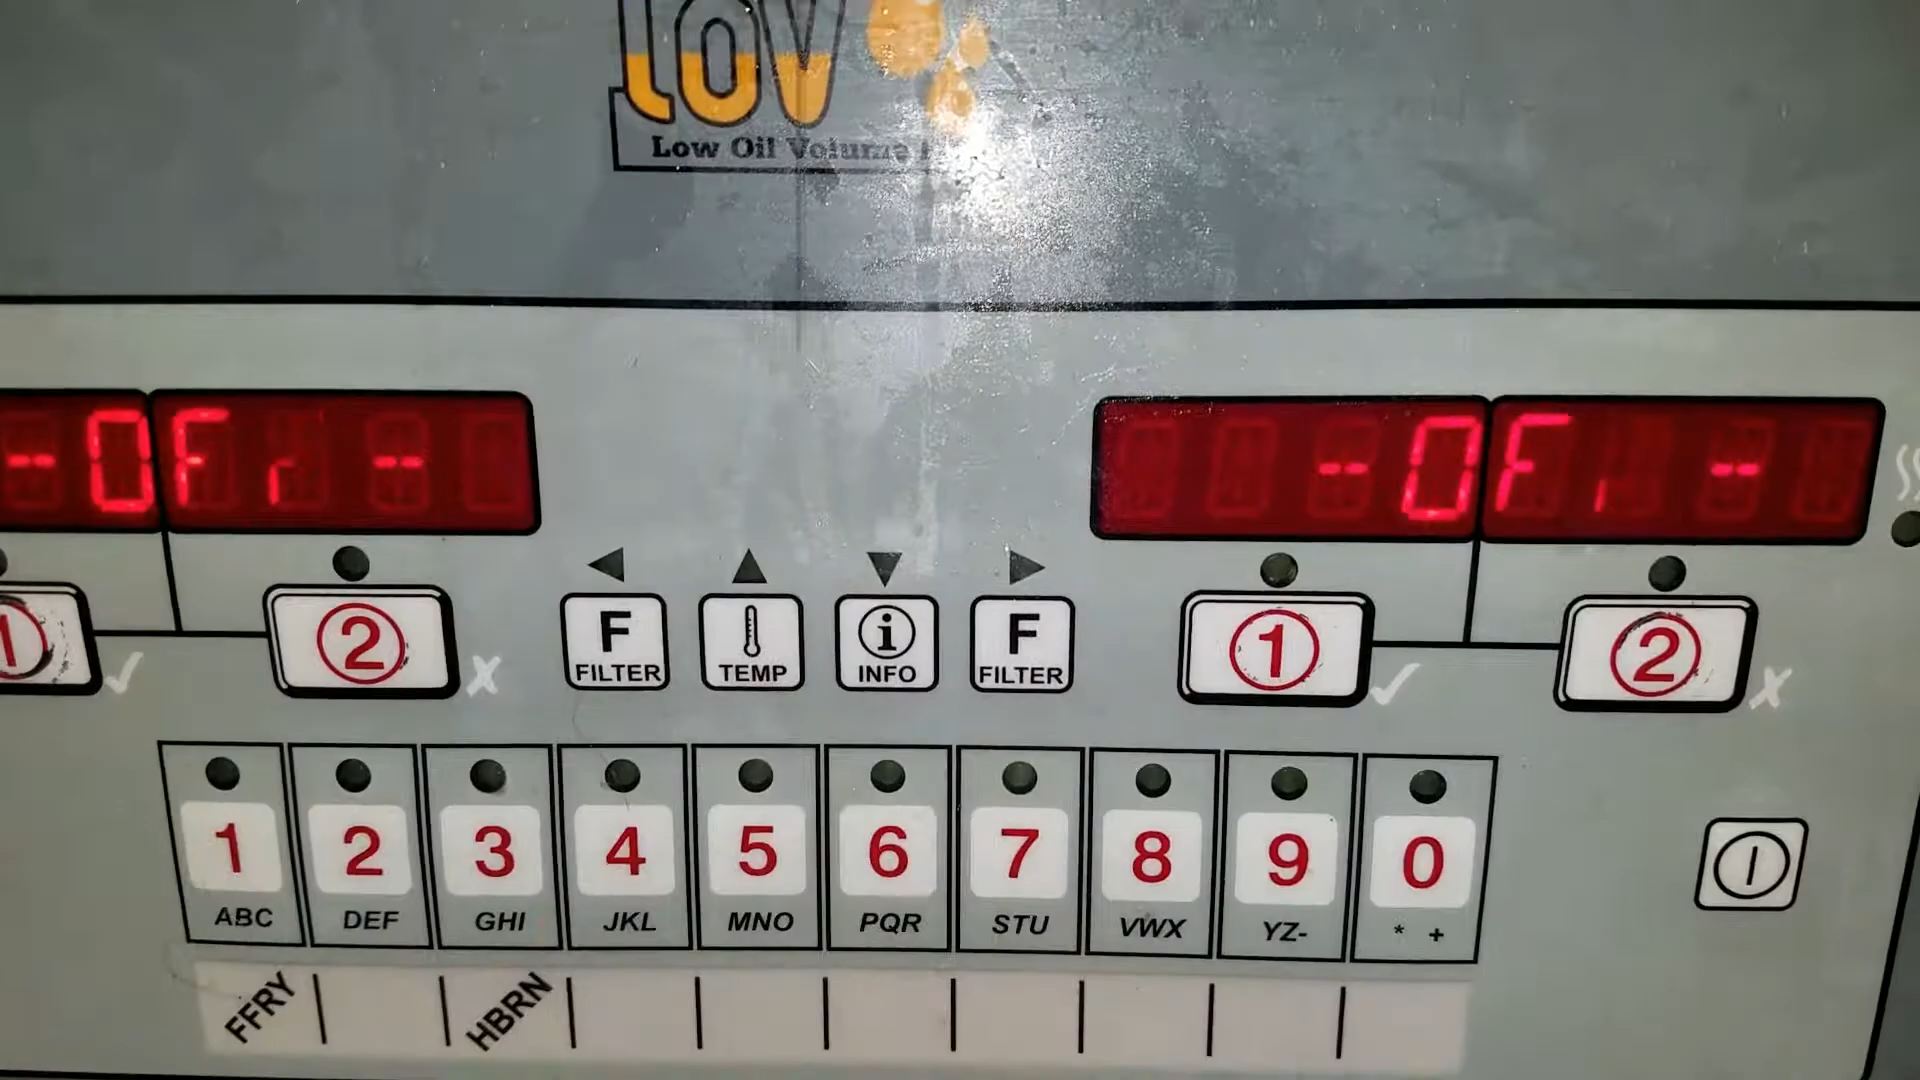 LOV
Low Oil Volume
-OFF- -OFF-
1 2 F FILTER TEMP i INFO F FILTER 1 2
1 2 3 4 5 6 7 8 9 0
ABC DEF GHI JKL MNO PQR STU VWX YZ- * +
FFRY HBRN